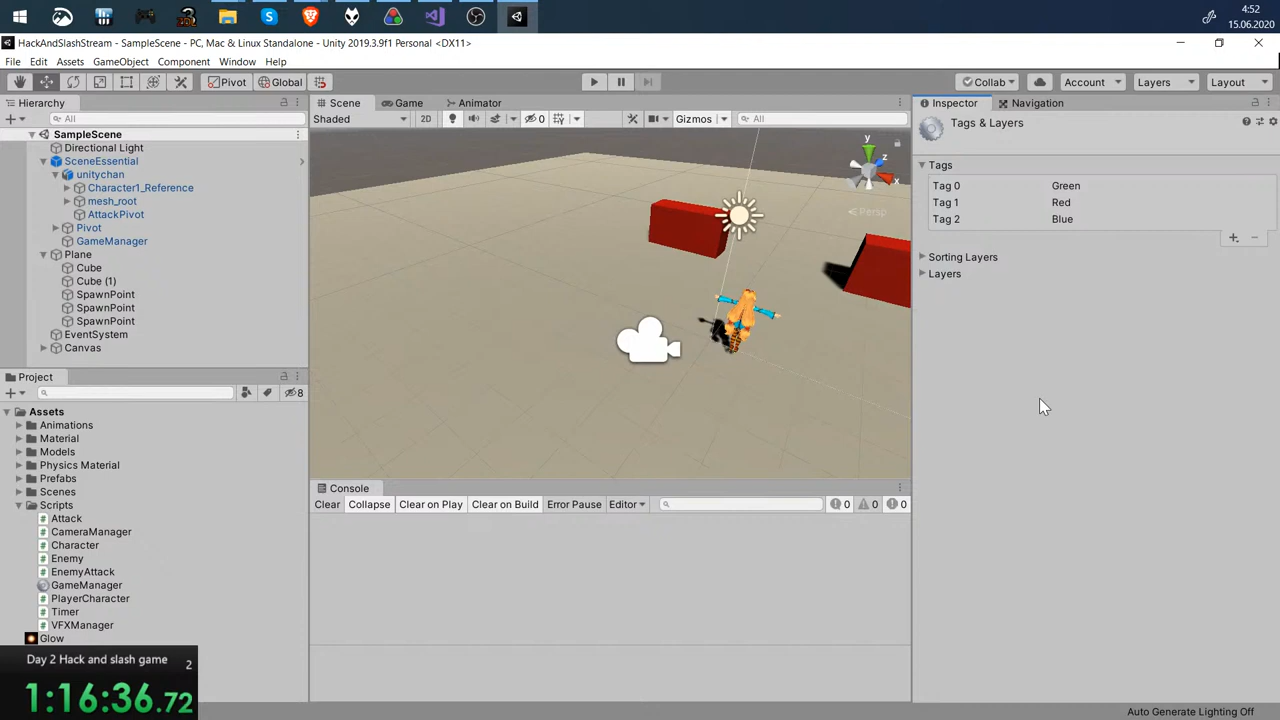 4:52
15.06.2020
HackAndSlashStream - SampleScene - PC, Mac & Linux Standalone - Unity 2019.3.9f1 Personal <DX11>
File Edit Assets GameObject Component Window Help
Pivot Global Collab Account Layers Layout
Hierarchy
All
SampleScene
Directional Light
SceneEssential
unitychan
Character1_Reference
mesh_root
AttackPivot
Pivot
GameManager
Plane
Cube
Cube (1)
SpawnPoint
SpawnPoint
SpawnPoint
EventSystem
Canvas
Project
8
Assets
Animations
Material
Models
Physics Material
Prefabs
Scenes
Scripts
Attack
CameraManager
Character
Enemy
EnemyAttack
GameManager
PlayerCharacter
Timer
VFXManager
Glow
Day 2 Hack and slash game 2
1:16:36.72
Scene Game Animator
Shaded 2D 0 Gizmos All
y
z
x
Persp
Console
Clear Collapse Clear on Play Clear on Build Error Pause Editor 0 0 0
Inspector Navigation
Tags & Layers
Tags
Tag 0 Green
Tag 1 Red
Tag 2 Blue
Sorting Layers
Layers
Auto Generate Lighting Off